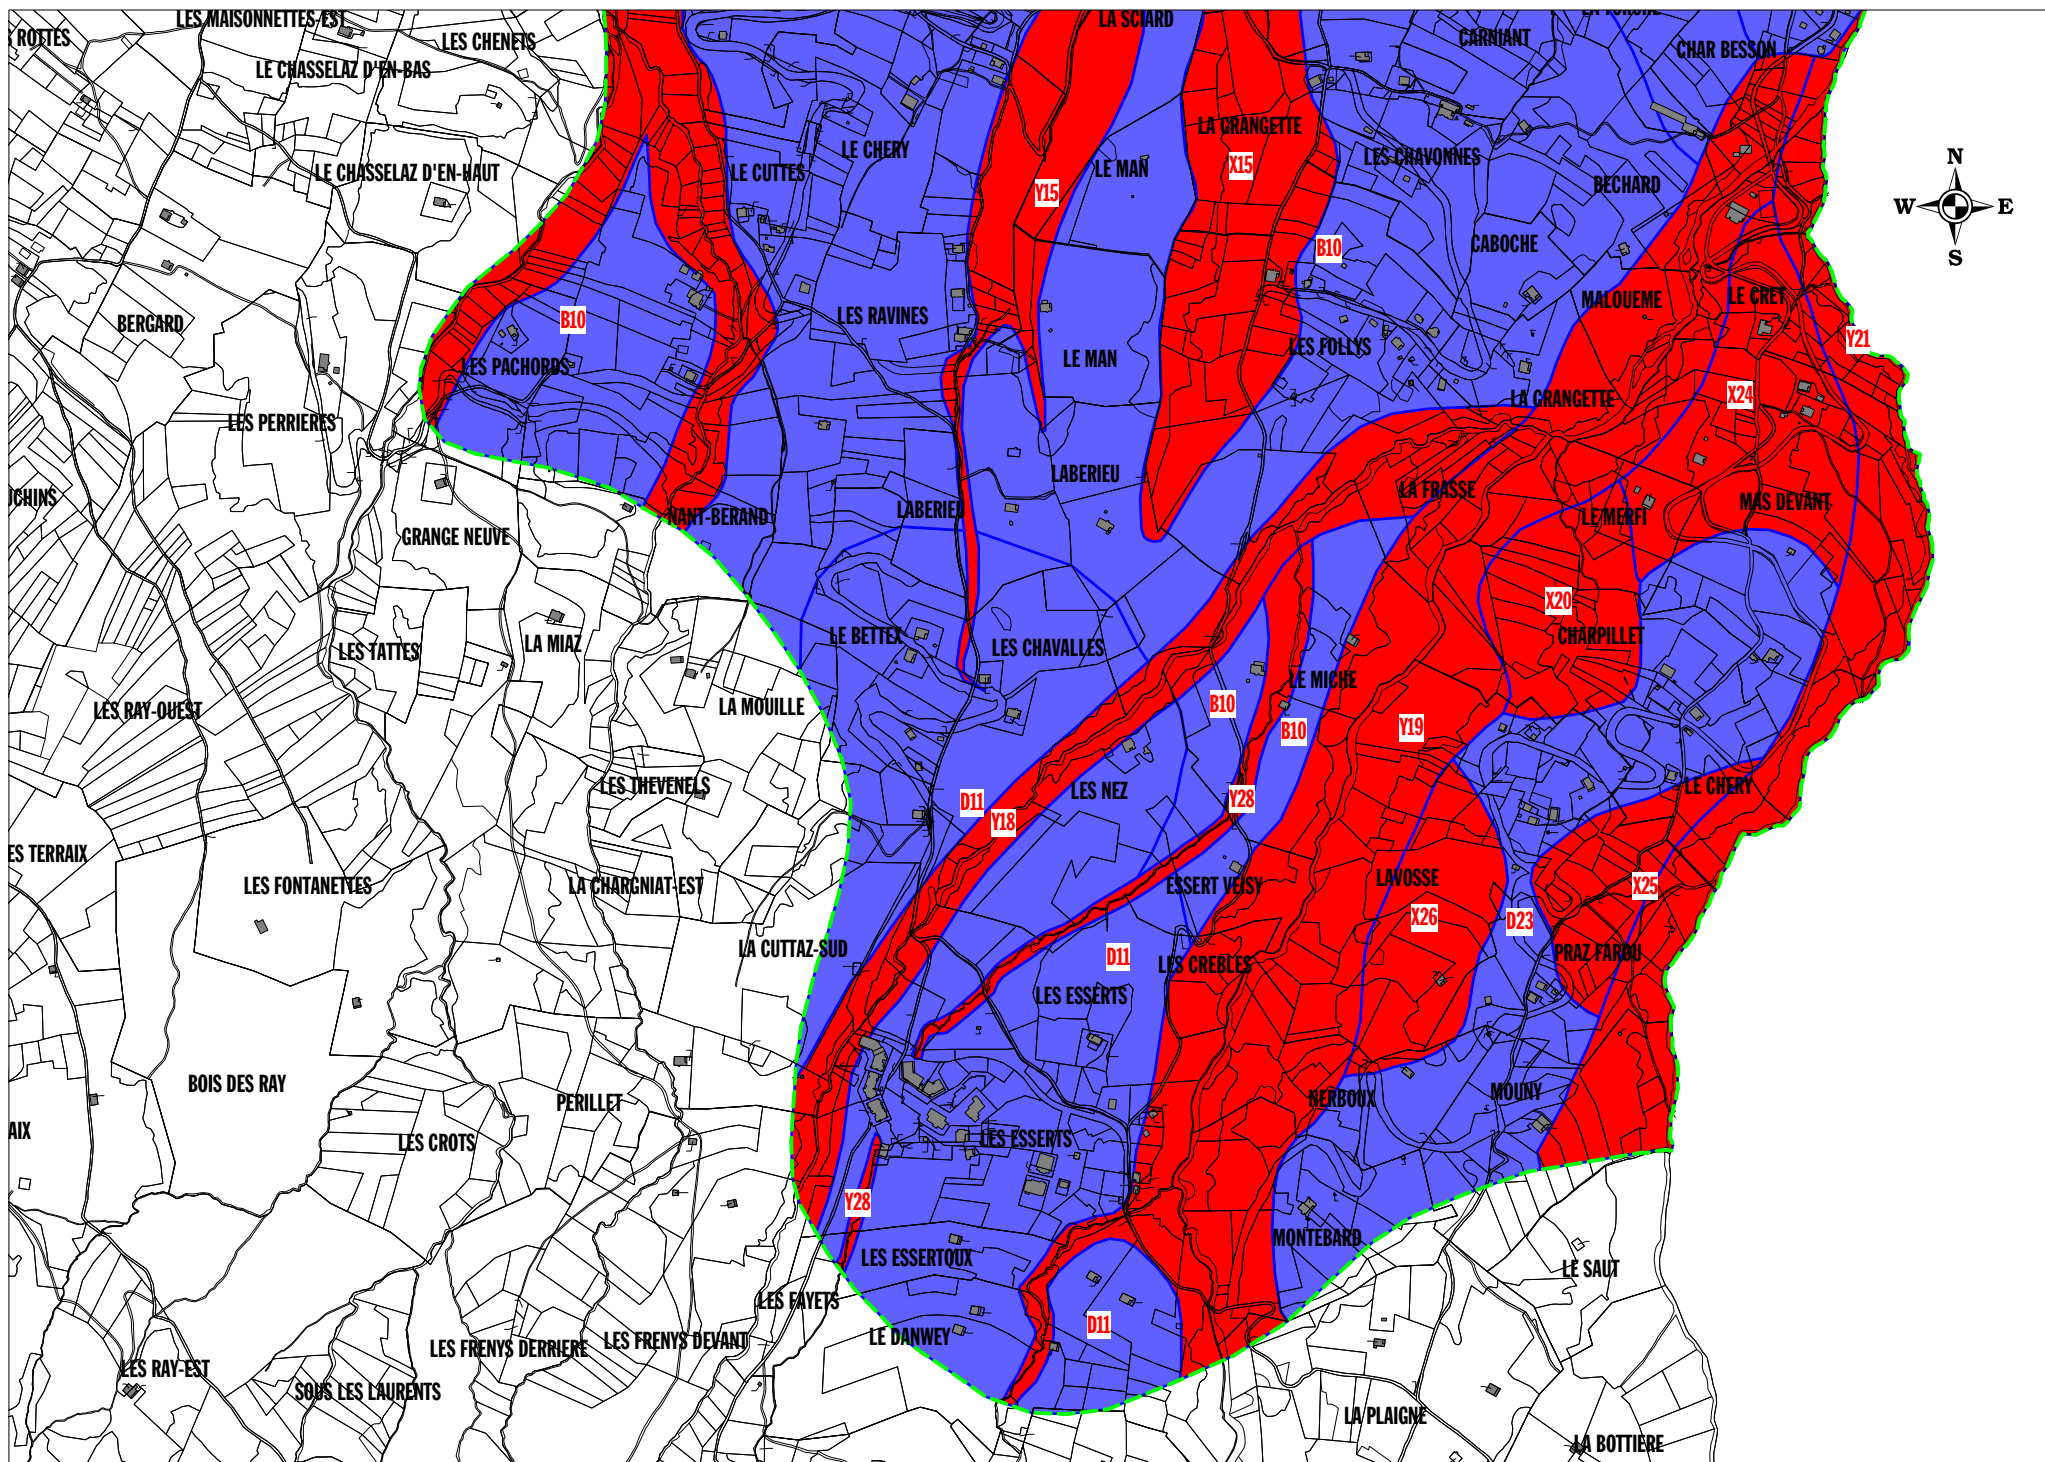 LES MAISONNETTES-EST
LA SCIARD
ROTTES
LES CHENETS
CARNIANT
CHAR BESSON
LE CHASSELAZ D'EN-BAS
LA GRANGETTE
LE CHERY
LES CHAVONNES
X15
LE MAN
LE CHASSELAZ D'EN-HAUT
LE CUTTES
BECHARD
N
W E
S
Y15
CABOCHE
B10
MALOUEME
LE CRET
BERGARD
B10
LES RAVINES
Y21
LES FOLLYS
LE MAN
LES PACHORDS
X24
LA GRANGETTE
LES PERRIERES
LABERIEU
LA FRASSE
UCHINS
LABERIEU
NANT-BERAND
LE MERFI
MAS DEVANT
GRANGE NEUVE
X20
LE BETTEX
CHARPILLET
LA MIAZ
LES TATTES
LES CHAVALLES
LE MICHE
LES RAY-OUEST
LA MOUILLE
B10
B10
Y19
LES THEVENELS
LES NEZ
LE CHERY
D11
Y28
Y18
ES TERRAIX
LES FONTANETTES
LA CHARGNIAT-EST
ESSERT VEISY
LAVOSSE
X25
X26
D23
LA CUTTAZ-SUD
D11
LES CREBLES
PRAZ FAROU
LES ESSERTS
BOIS DES RAY
PERILLET
NERBOUX
MOUNY
AIX
LES CROTS
LES ESSERTS
Y28
MONTEBARD
LES ESSERTOUX
LE SAUT
LES FAYETS
D11
LE DANWEY
LES FRENYS DERRIERE
LES FRENYS DEVANT
LES RAY-EST
SOUS LES LAURENTS
LA PLAIGNE
LA BOTTIERE